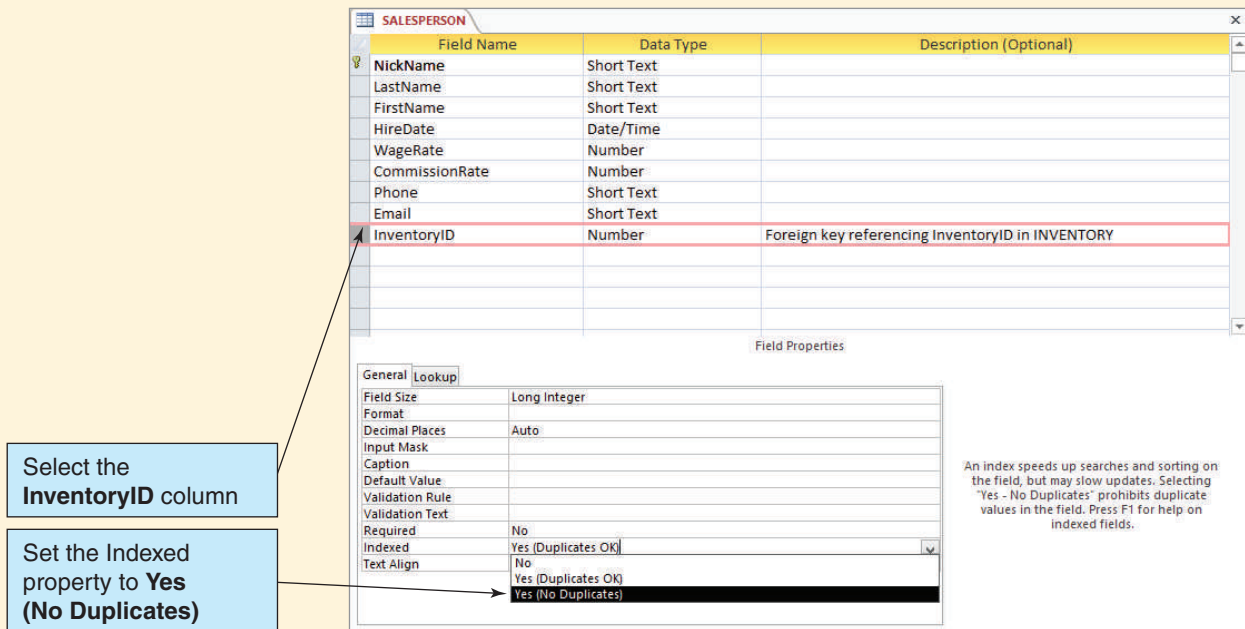 SALESPERSON
Field Name Data Type Description (Optional)
NickName Short Text
LastName Short Text
FirstName Short Text
HireDate Date/Time
WageRate Number
CommissionRate Number
Phone Short Text
Email Short Text
InventoryID Number Foreign key referencing InventoryID in INVENTORY
Field Properties
General Lookup
Field Size Long Integer
Format
Decimal Places Auto
Input Mask
Caption
Default Value
Validation Rule
Validation Text
Required No
Indexed Yes (Duplicates OK)
Text Align No
Yes (Duplicates OK)
Yes (No Duplicates)
An index speeds up searches and sorting on
the field, but may slow updates. Selecting
"Yes - No Duplicates" prohibits duplicate
values in the field. Press F1 for help on
indexed fields.
Select the
InventoryID column
Set the Indexed
property to Yes
(No Duplicates)